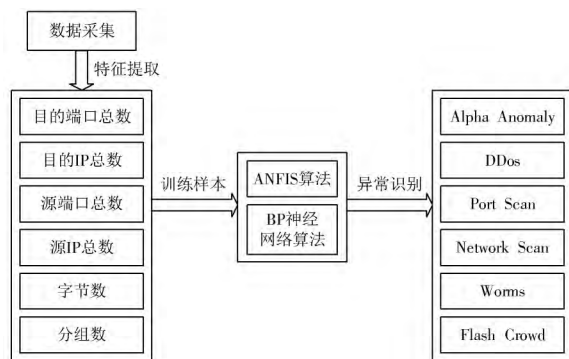 数据采集
特征提取
目的端口总数
目的IP总数
源端口总数
源IP总数
字节数
分组数
训练样本
ANFIS算法
BP神经
网络算法
异常识别
Alpha Anomaly
DDos
Port Scan
Network Scan
Worms
Flash Crowd